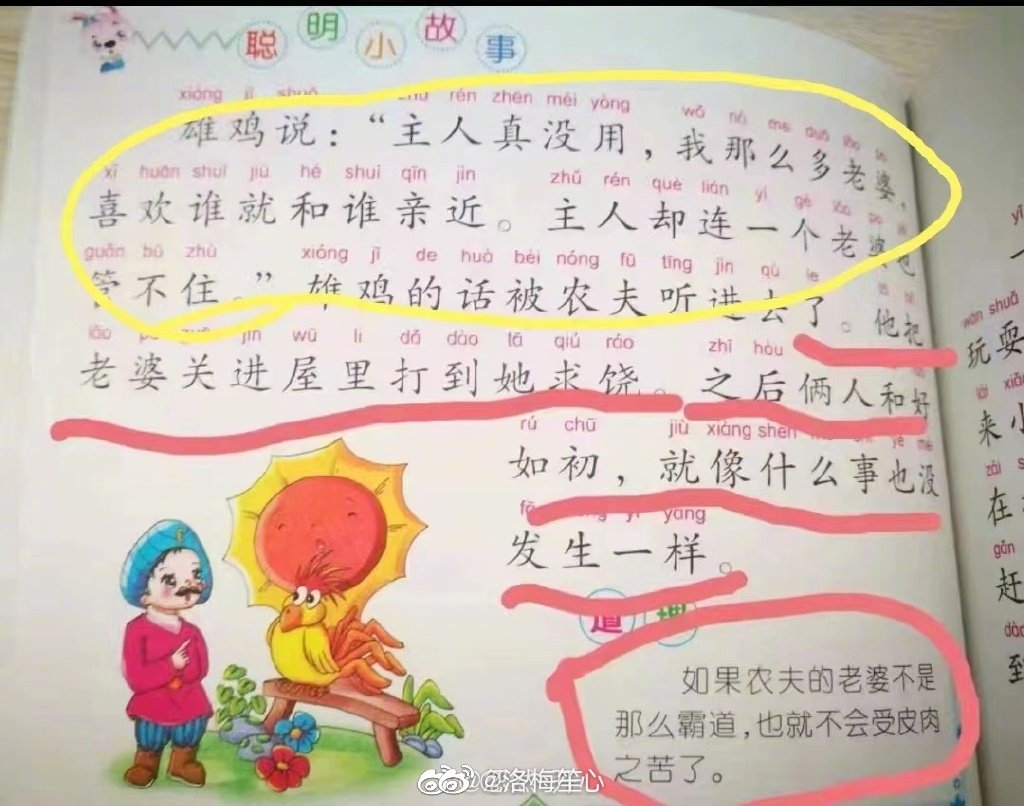 聪明小故事
xióng jī shuō zhǔ rén zhēn méi yòng wǒ nà me duō lǎo
雄鸡说：“主人真没用，我那么多老婆，
xǐ huān shuí jiù hé shuí qīn jìn zhǔ rén què lián yí gè lǎo po
喜欢谁就和谁亲近。主人却连一个老婆也
guǎn bú zhù xióng jī de huà bèi nóng fū tīng jìn qù le
管不住。”雄鸡的话被农夫听进去了。他把
lǎo jìn wū li dǎ dào tā qiú ráo zhī hòu
老婆关进屋里打到她求饶。之后俩人和好
rú chū jiù xiàng shén yě méi
如初，就像什么事也没
yí yàng
发生一样。
道理
如果农夫的老婆不是
那么霸道，也就不会受皮肉
之苦了。
wán shuǎ
玩耍
lái xiǎo
来小
zài
在
gǎn
赶
dào
到
@洛梅笙心